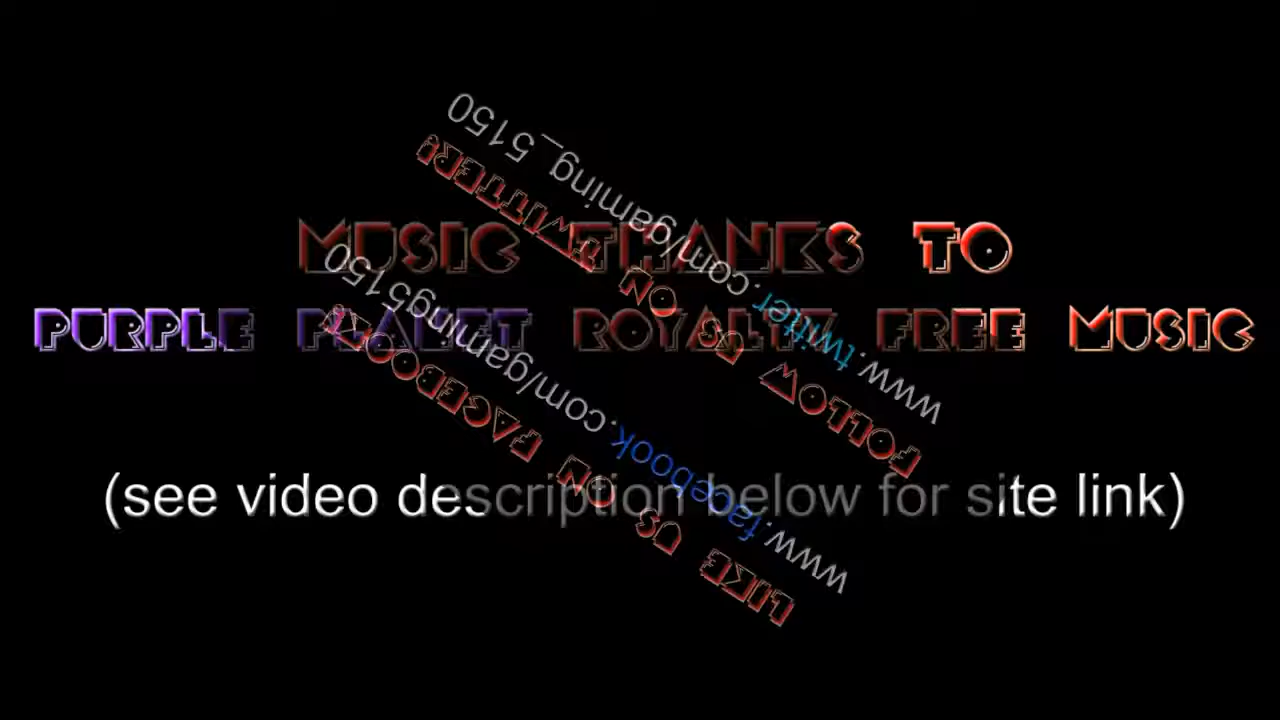 MUSIC THANKS TO
PURPLE PLANET ROYALTY FREE MUSIC
(see video description below for site link)
LIKE US ON FACEBOOK!
www.facebook.com/gaming5150
FOLLOW US ON TWITTER!
www.twitter.com/gaming_5150